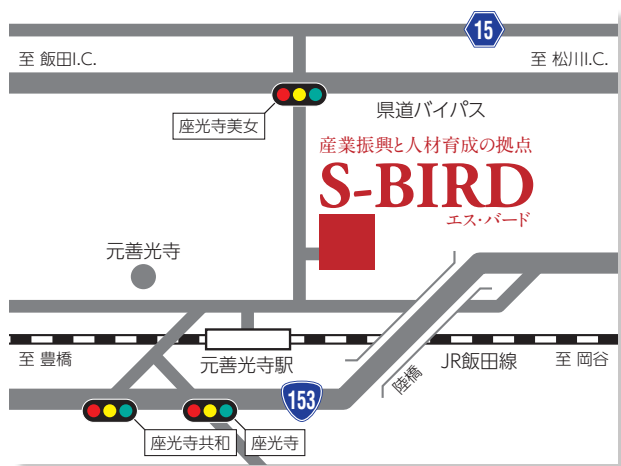 15
至 飯田I.C.
至 松川I.C.
県道バイパス
座光寺美女
産業振興と人材育成の拠点
S-BIRD
エス・バード
元善光寺
至 豊橋
元善光寺駅
JR飯田線
至 岡谷
陸橋
153
座光寺共和
座光寺